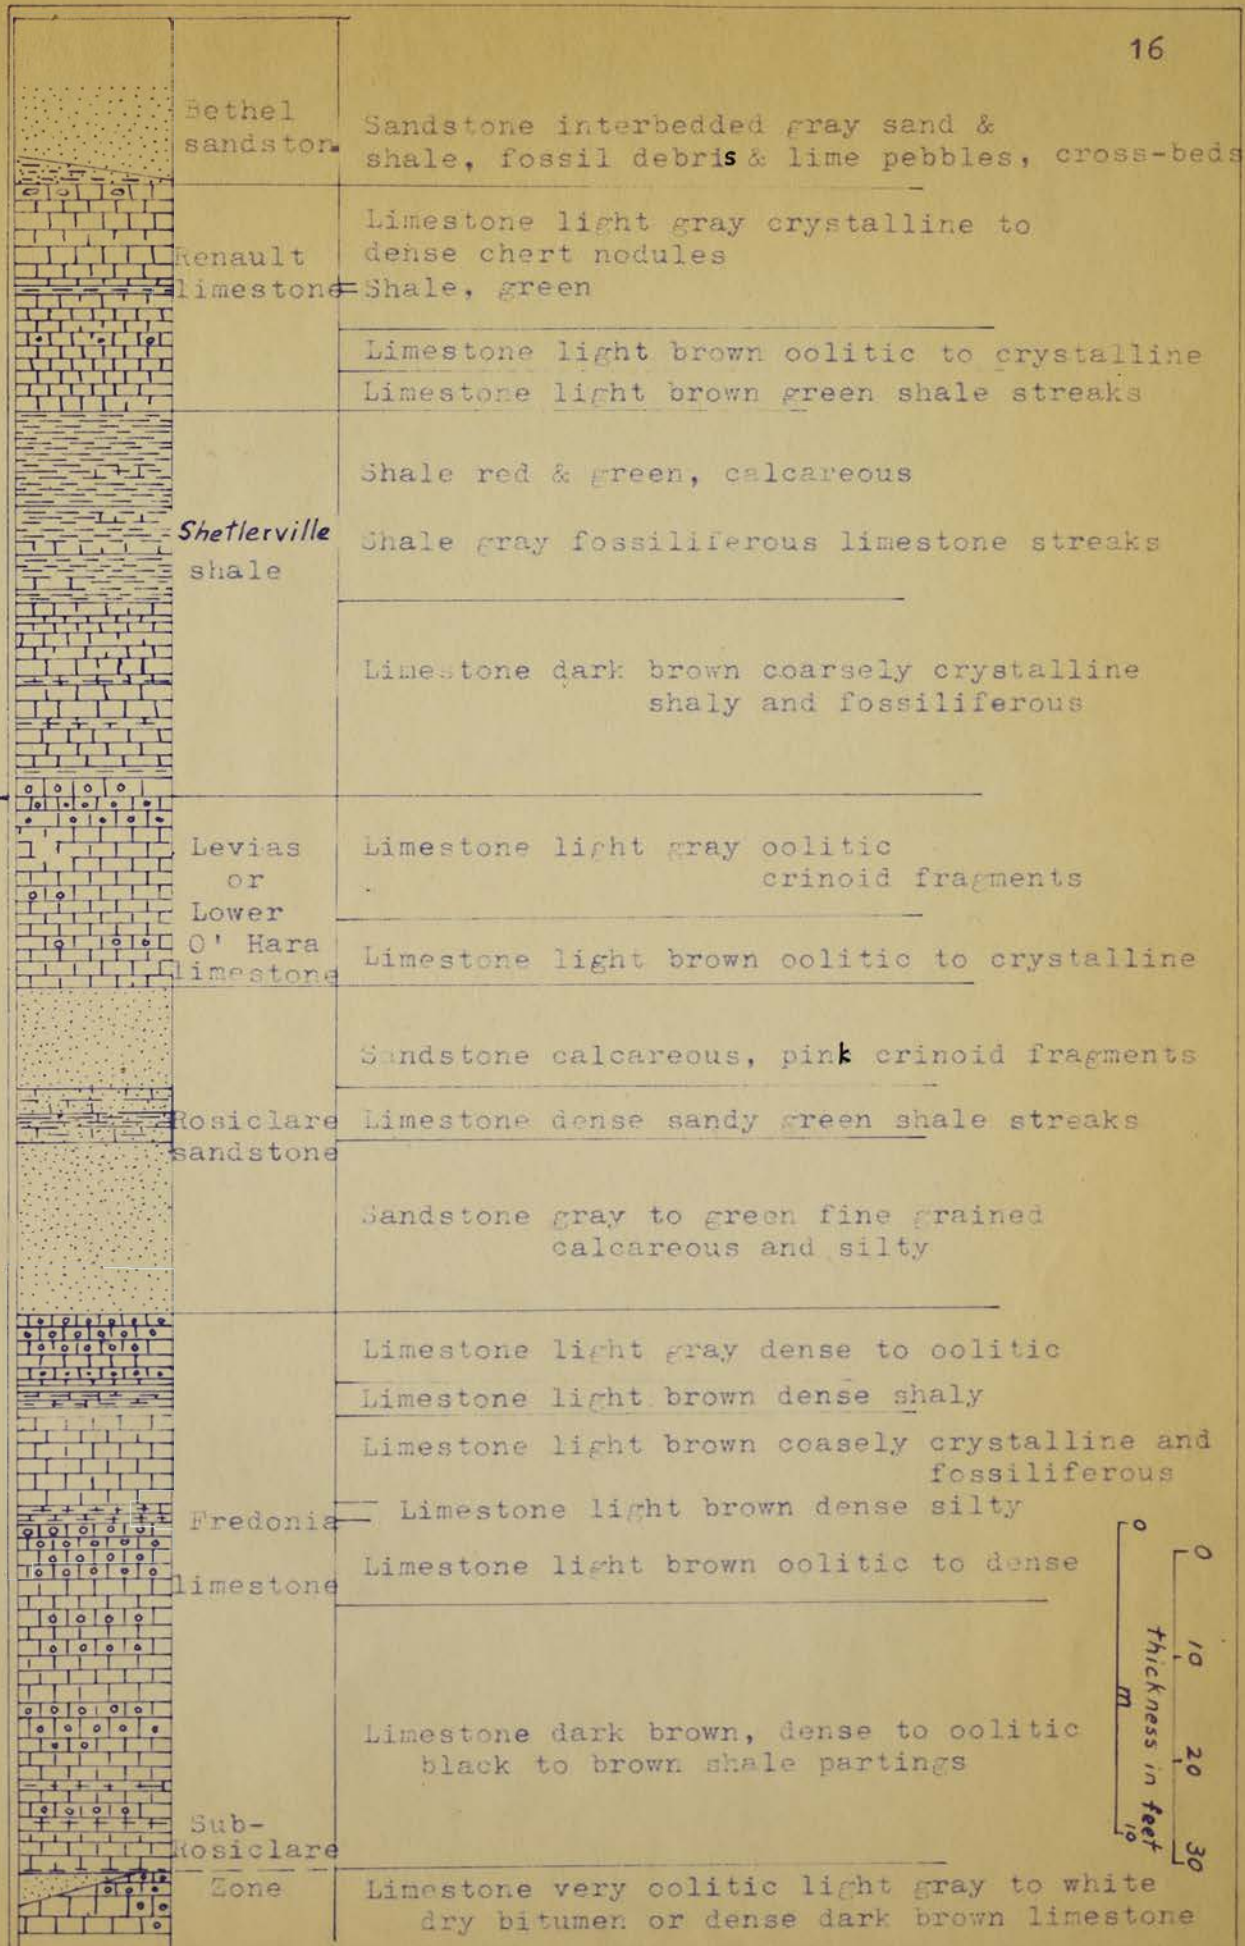 16
Bethel
sandston
Sandstone interbedded gray sand &
shale, fossil debris & lime pebbles, cross-beds
Renault
limestone
Limestone light gray crystalline to
dense chert nodules
Shale, green
Limestone light brown oolitic to crystalline
Limestone light brown green shale streaks
Shetlerville
shale
Shale red & green, calcareous
Shale gray fossiliferous limestone streaks
Limestone dark brown coarsely crystalline
shaly and fossiliferous
Levias
or
Lower
O' Hara
limestone
Limestone light gray oolitic
crinoid fragments
Limestone light brown oolitic to crystalline
Rosiclare
sandstone
Sandstone calcareous, pink crinoid fragments
Limestone dense sandy green shale streaks
Sandstone gray to green fine grained
calcareous and silty
Fredonia
limestone
Limestone light gray dense to oolitic
Limestone light brown dense shaly
Limestone light brown coasely crystalline and
fossiliferous
Limestone light brown dense silty
Limestone light brown oolitic to dense
Limestone dark brown, dense to oolitic
black to brown shale partings
Sub-
Rosiclare
Zone
Limestone very oolitic light gray to white
dry bitumen or dense dark brown limestone
0
m
10
thickness in feet
0
10
20
30